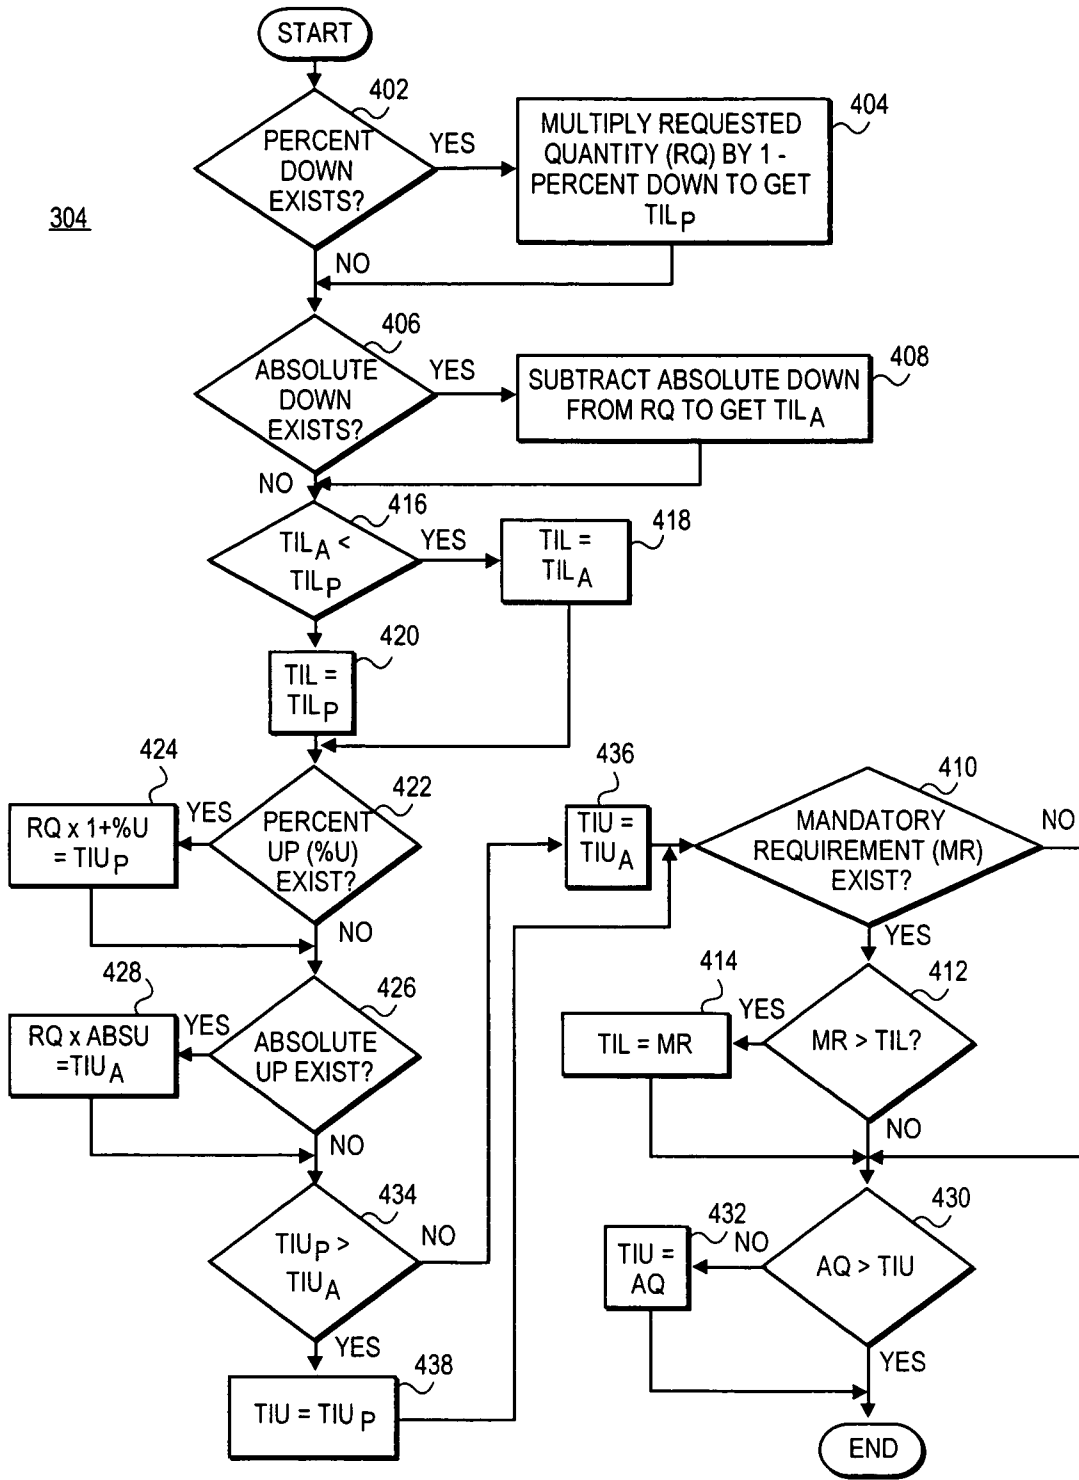 START
402
PERCENT
DOWN
EXISTS?
YES
404
MULTIPLY REQUESTED
QUANTITY (RQ) BY 1 -
PERCENT DOWN TO GET
TILP
304
NO
406
ABSOLUTE
DOWN
EXISTS?
YES
408
SUBTRACT ABSOLUTE DOWN
FROM RQ TO GET TILA
NO
416
TILA <
TILP
YES
418
TIL =
TILA
420
TIL =
TILP
422
PERCENT
UP (%U)
EXIST?
YES
424
RQ x 1+%U
= TIUP
NO
426
ABSOLUTE
UP EXIST?
YES
428
RQ x ABSU
=TIUA
NO
434
TIUP >
TIUA
NO
YES
438
TIU = TIUP
436
TIU =
TIUA
410
MANDATORY
REQUIREMENT (MR)
EXIST?
NO
YES
412
MR > TIL?
YES
414
TIL = MR
NO
430
AQ > TIU
NO
432
TIU =
AQ
YES
END